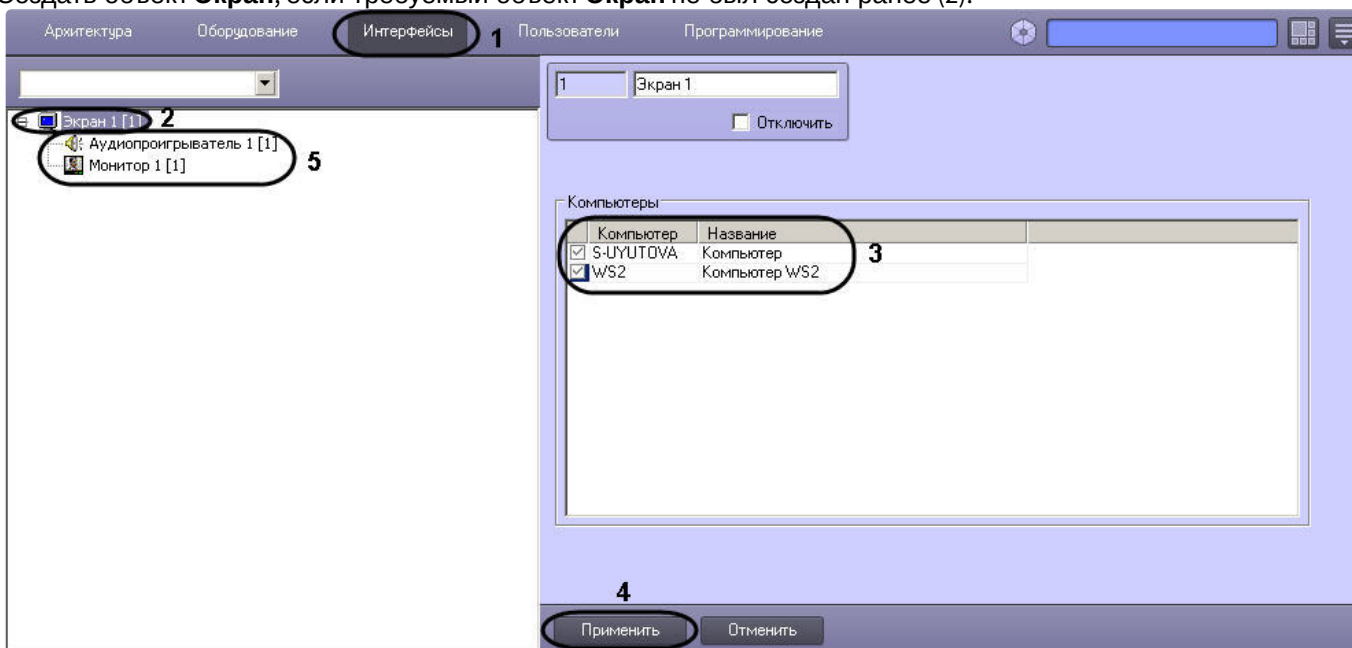 Создать объект Экран, если требуемый объект Экран не был создан ранее (2).
Архитектура Оборудование Интерфейсы 1 Пользователи Программирование
1 Экран 1
Отключить
Экран 1 [1] 2
Аудиопроигрыватель 1 [1]
Монитор 1 [1]
5
Компьютеры
Компьютер Название
S-UYUTOVA Компьютер
WS2 Компьютер WS2
3
4
Применить Отменить